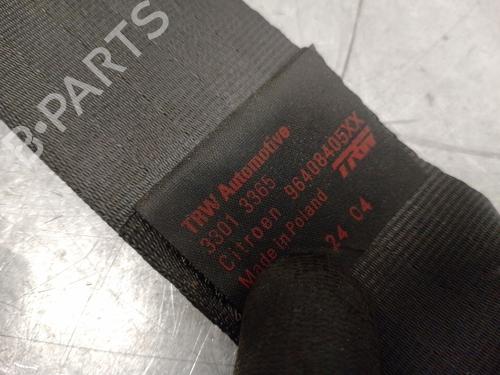 B-PARTS
TRW Automotive
3301 3365
Citroen 96408405XX
Made in Poland
TRW
24 04